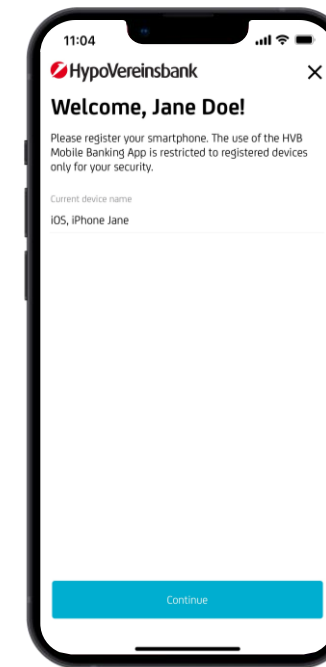 11:04
HypoVereinsbank
Welcome, Jane Doe!
Please register your smartphone. The use of the HVB
Mobile Banking App is restricted to registered devices
only for your security.
Current device name
iOS, iPhone Jane
Continue